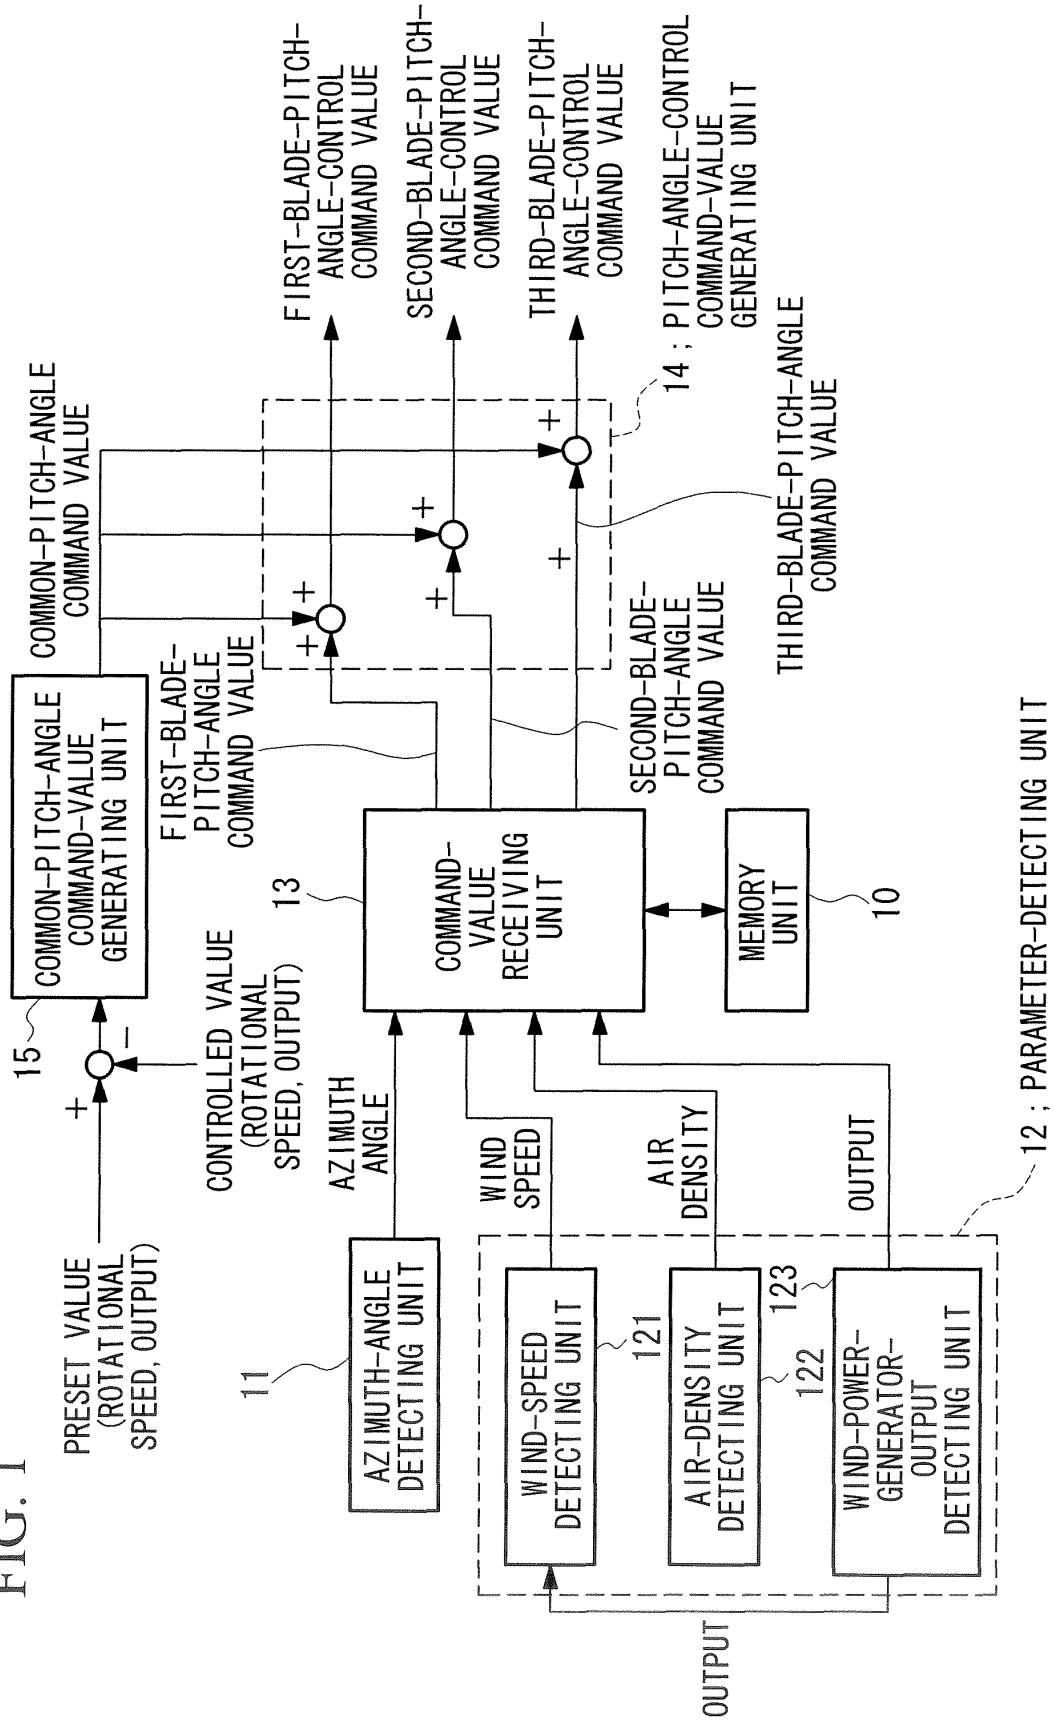 FIG. 1
PRESET VALUE
(ROTATIONAL
SPEED, OUTPUT)
+
−
CONTROLLED VALUE
(ROTATIONAL
SPEED, OUTPUT)
15
COMMON-PITCH-ANGLE
COMMAND-VALUE
GENERATING UNIT
COMMON-PITCH-ANGLE
COMMAND VALUE
FIRST-BLADE-
PITCH-ANGLE
COMMAND VALUE
+
+
+
+
+
+
FIRST-BLADE-PITCH-
ANGLE-CONTROL
COMMAND VALUE
SECOND-BLADE-PITCH-
ANGLE-CONTROL
COMMAND VALUE
THIRD-BLADE-PITCH-
ANGLE-CONTROL
COMMAND VALUE
14 ; PITCH-ANGLE-CONTROL
COMMAND-VALUE
GENERATING UNIT
11
AZIMUTH-ANGLE
DETECTING UNIT
AZIMUTH
ANGLE
13
COMMAND-
VALUE
RECEIVING
UNIT
SECOND-BLADE-
PITCH-ANGLE
COMMAND VALUE
THIRD-BLADE-PITCH-ANGLE
COMMAND VALUE
MEMORY
UNIT
10
WIND-SPEED
DETECTING UNIT
121
WIND
SPEED
AIR-DENSITY
DETECTING UNIT
122
AIR
DENSITY
123
WIND-POWER-
GENERATOR-
OUTPUT
DETECTING UNIT
OUTPUT
OUTPUT
12 ; PARAMETER-DETECTING UNIT